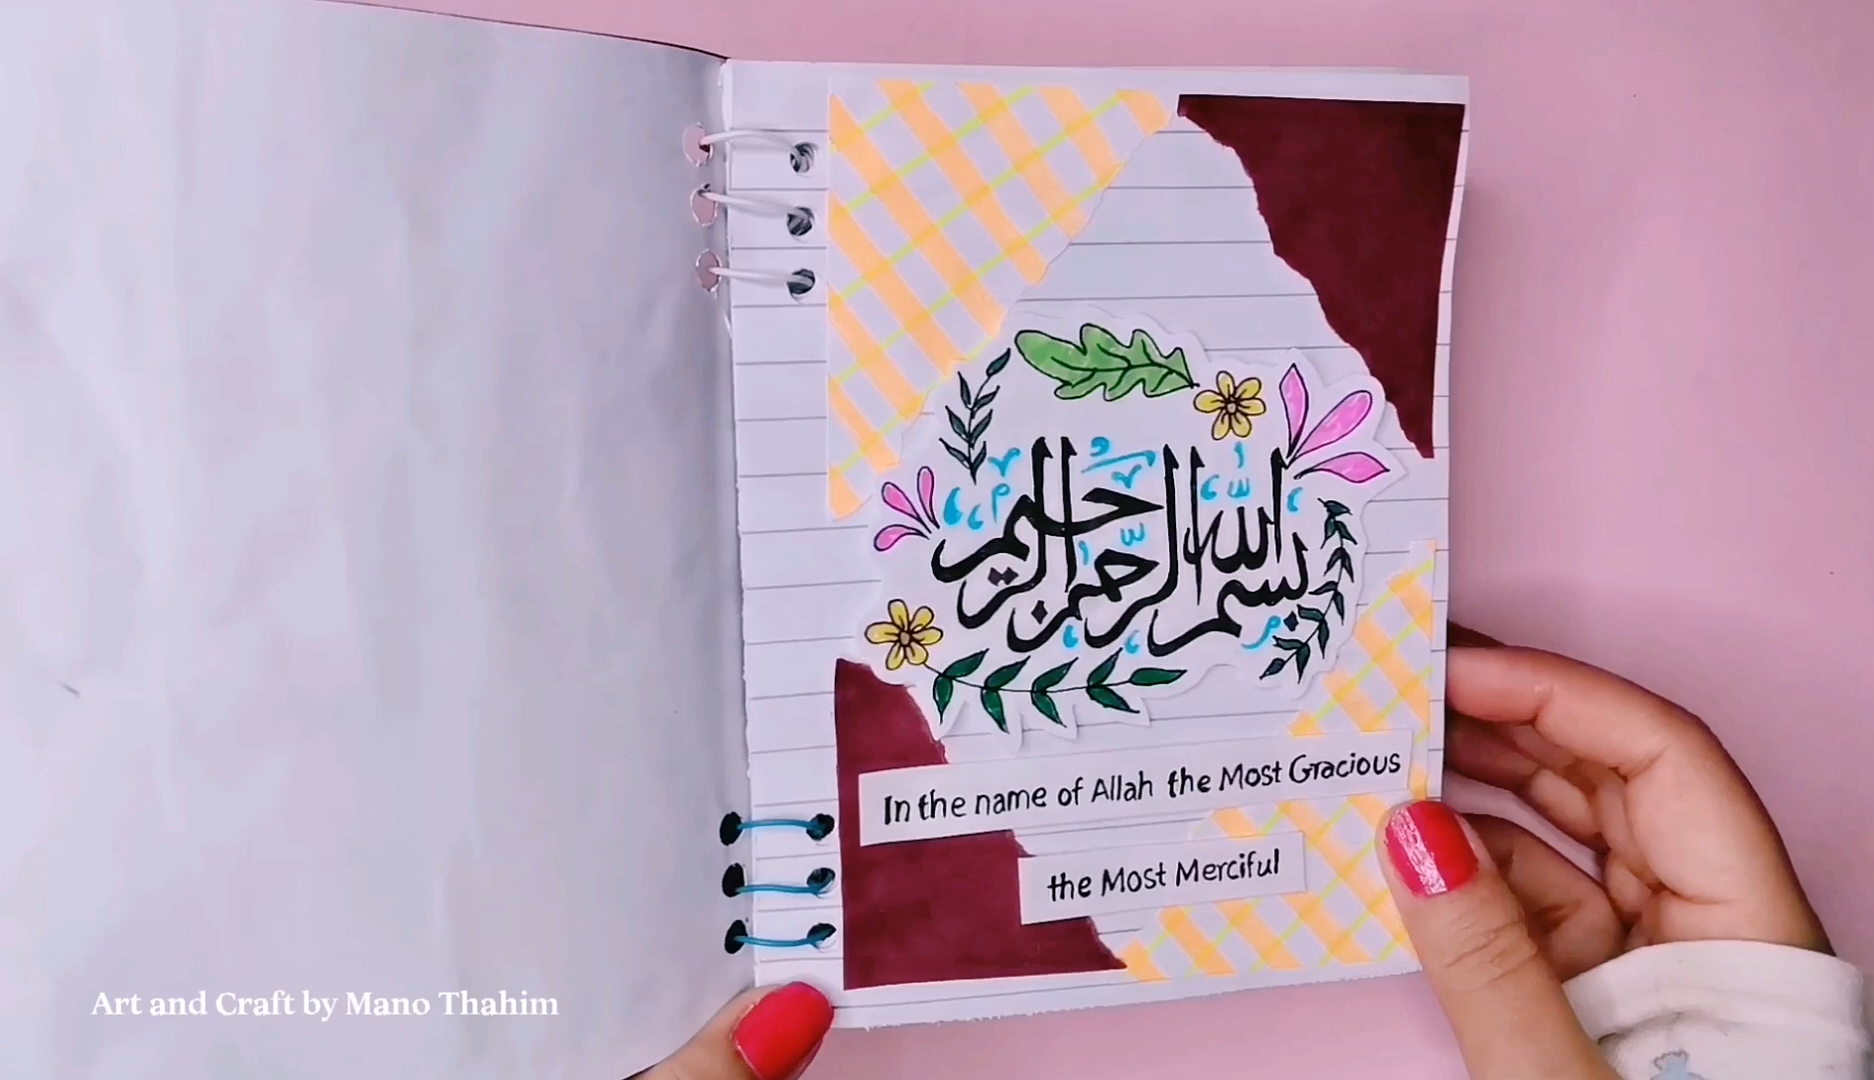 بسم الله الرحمن الرحيم
In the name of Allah the Most Gracious
the Most Merciful
Art and Craft by Mano Thahim